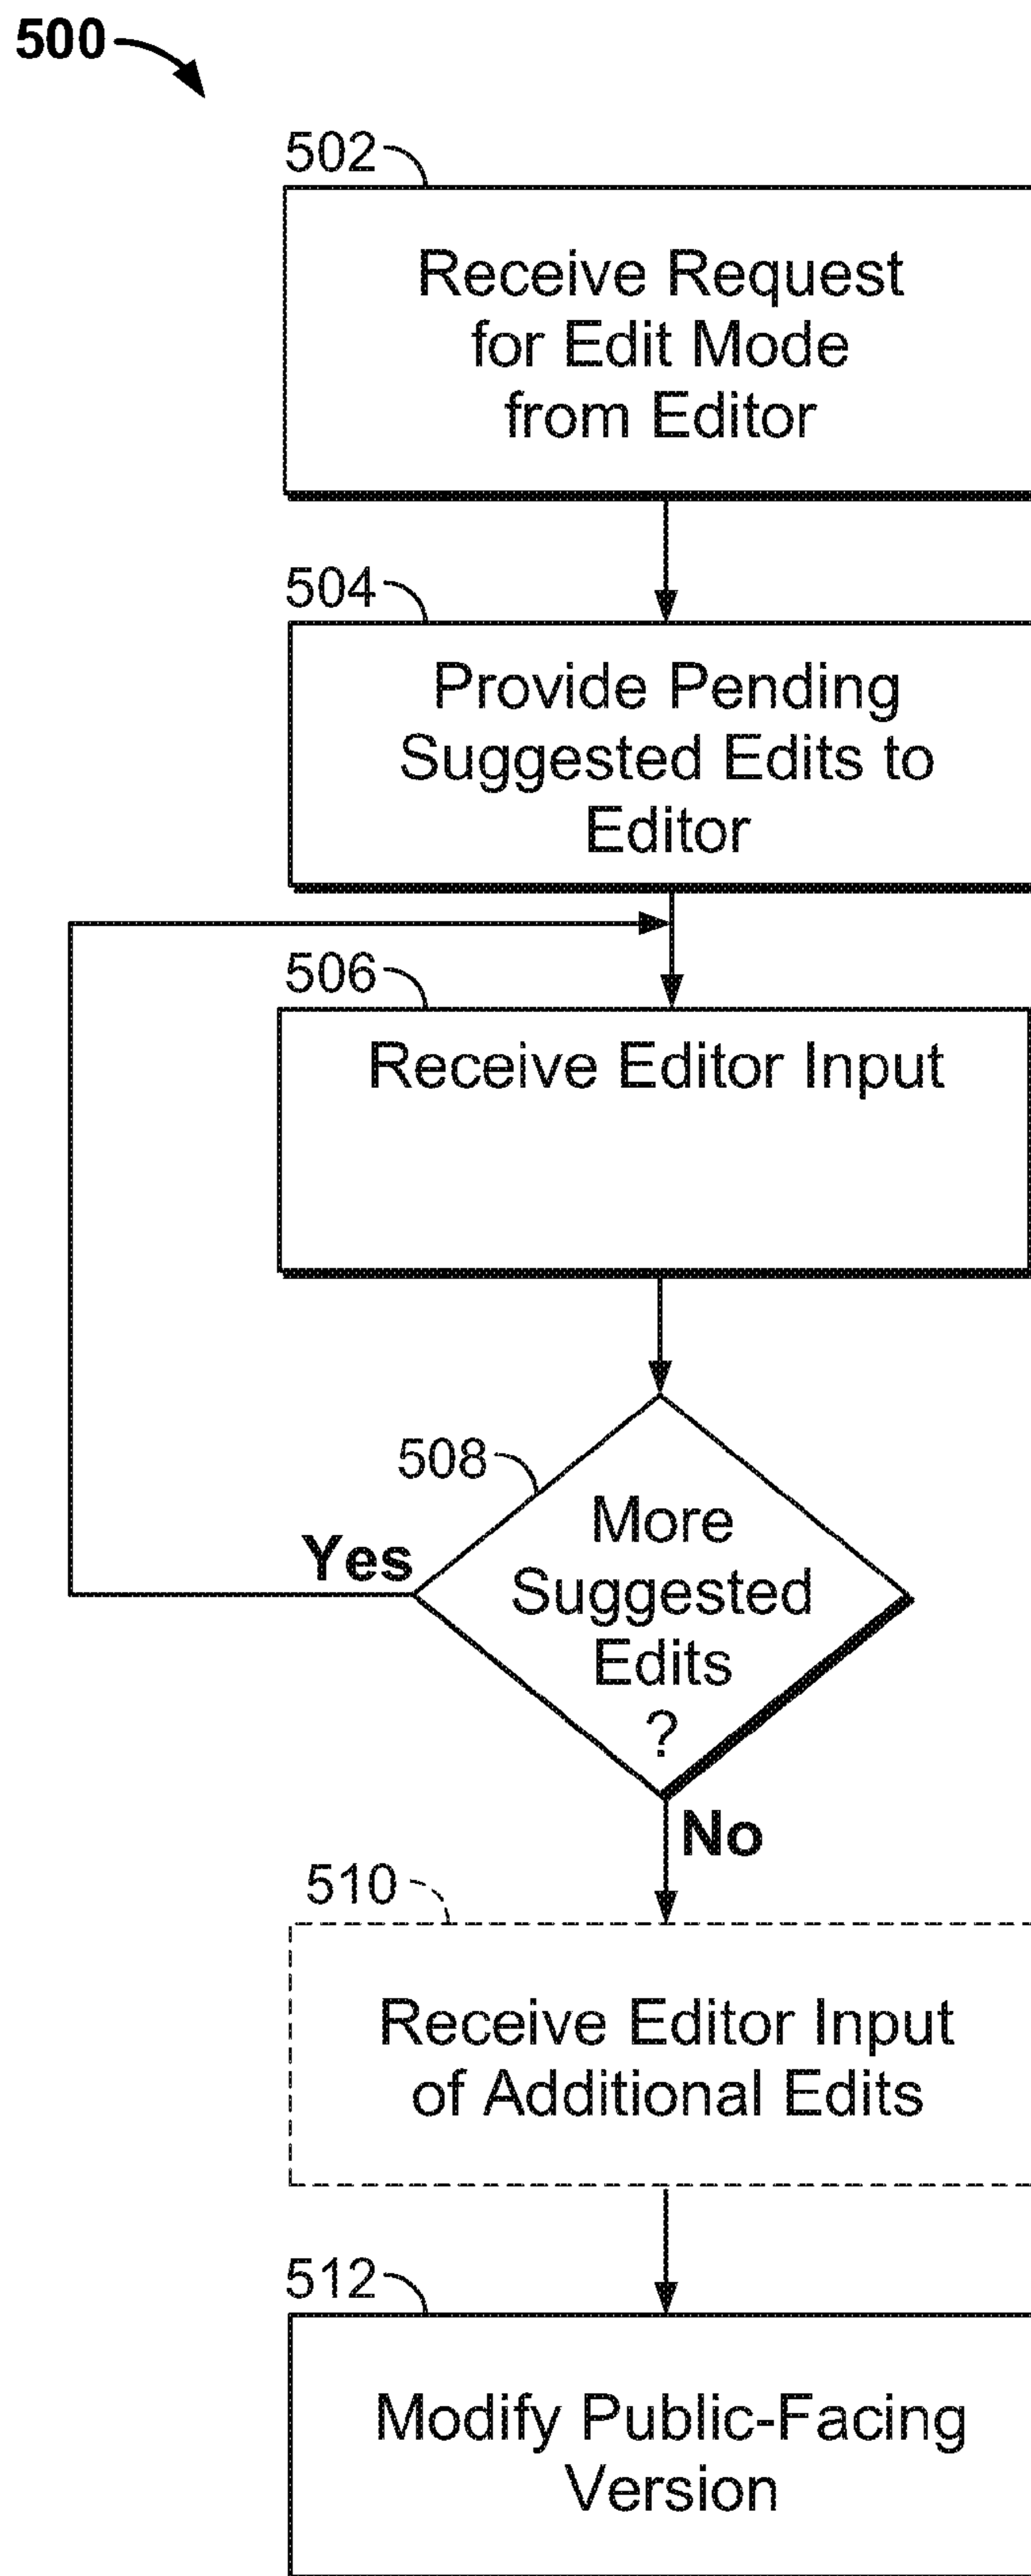 500
502
Receive Request
for Edit Mode
from Editor
504
Provide Pending
Suggested Edits to
Editor
506
Receive Editor Input
508
More
Suggested
Edits
?
Yes
No
510
Receive Editor Input
of Additional Edits
512
Modify Public-Facing
Version